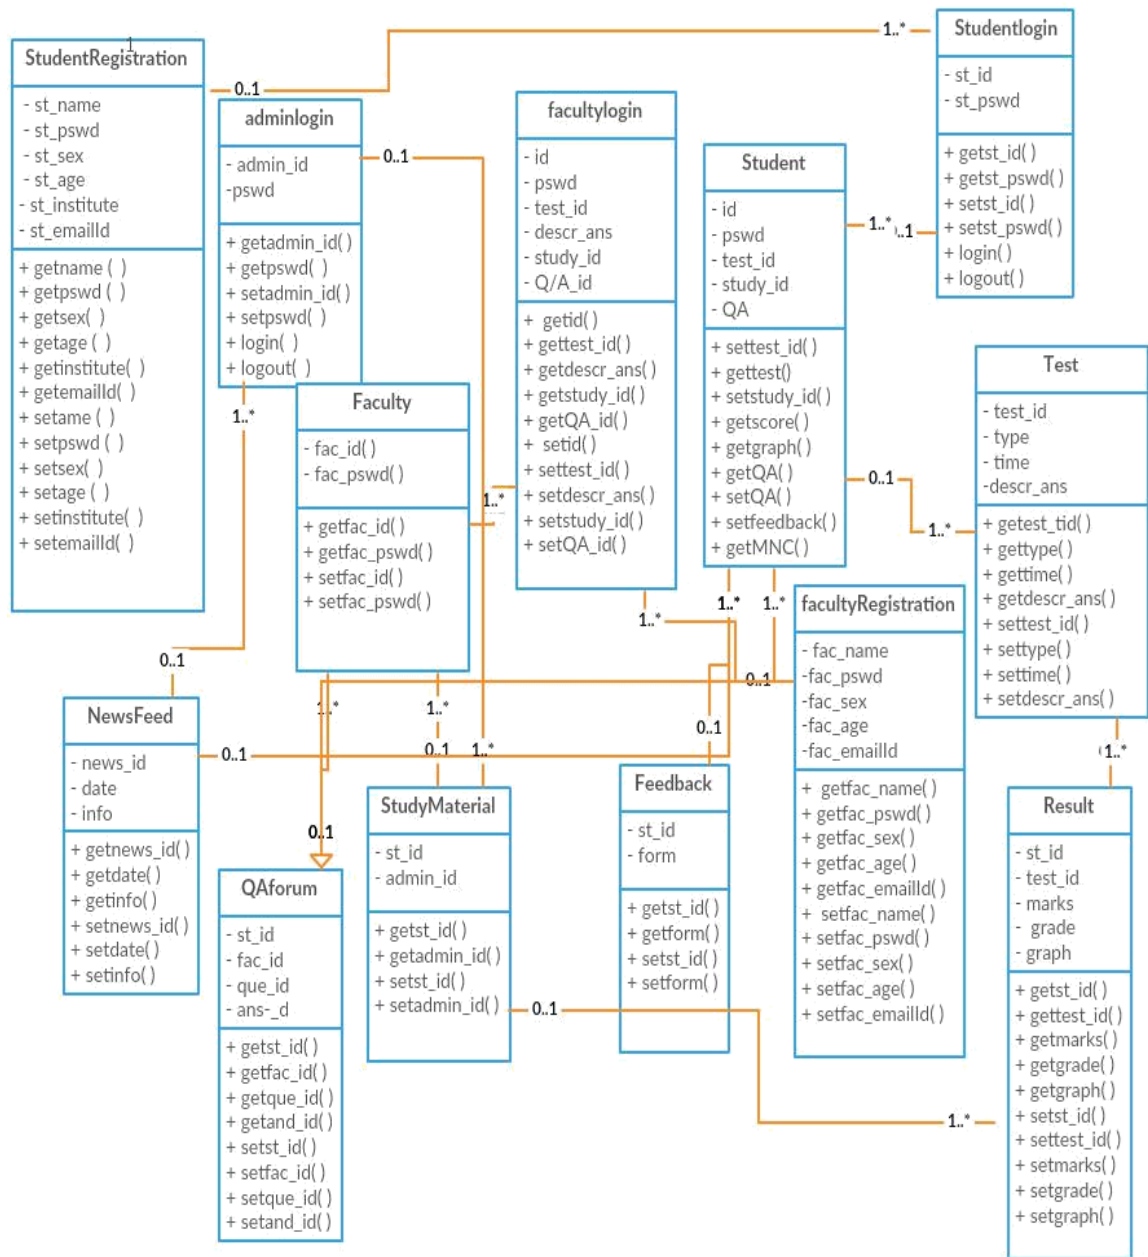 StudentRegistration
1
- st_name
- st_pswd
- st_sex
- st_age
- st_institute
- st_emailId
+ getname ( )
+ getpswd ( )
+ getsex( )
+ getage ( )
+ getinstitute( )
+ getemailId( )
+ setame ( )
+ setpswd ( )
+ setsex( )
+ setage ( )
+ setinstitute( )
+ setemailId( )
0..1
1..*
adminlogin
- admin_id
-pswd
+ getadmin_id( )
+ getpswd( )
+ setadmin_id( )
+ setpswd( )
+ login( )
+ logout( )
0..1
1..*
0..1
Faculty
- fac_id( )
- fac_pswd( )
+ getfac_id( )
+ getfac_pswd( )
+ setfac_id( )
+ setfac_pswd( )
1..*
1..*
1..*
facultylogin
- id
- pswd
- test_id
- descr_ans
- study_id
- Q/A_id
+ getid( )
+ gettest_id( )
+ getdescr_ans( )
+ getstudy_id( )
+ getQA_id( )
+ setid( )
+ settest_id( )
+ setdescr_ans( )
+ setstudy_id( )
+ setQA_id( )
1..*
Student
- id
- pswd
- test_id
- study_id
- QA
+ settest_id( )
+ gettest()
+ setstudy_id( )
+ getscore( )
+ getgraph( )
+ getQA( )
+ setQA( )
+ setfeedback( )
+ getMNC( )
1..*
..1
0..1
1..*
1..*
1..*
Studentlogin
- st_id
- st_pswd
+ getst_id( )
+ getst_pswd( )
+ setst_id( )
+ setst_pswd( )
+ login( )
+ logout( )
Test
- test_id
- type
- time
-descr_ans
+ getest_tid( )
+ gettype( )
+ gettime( )
+ getdescr_ans( )
+ settest_id( )
+ settype( )
+ settime( )
+ setdescr_ans( )
1..*
facultyRegistration
- fac_name
-fac_pswd
-fac_sex
-fac_age
-fac_emailId
+ getfac_name( )
+ getfac_pswd( )
+ getfac_sex( )
+ getfac_age( )
+ getfac_emailId( )
+ setfac_name( )
+ setfac_pswd( )
+ setfac_sex( )
+ setfac_age( )
+ setfac_emailId( )
0..1
NewsFeed
- news_id
- date
- info
+ getnews_id( )
+ getdate( )
+ getinfo( )
+ setnews_id( )
+ setdate( )
+ setinfo( )
0..1
0..1
QAforum
- st_id
- fac_id
- que_id
- ans-_d
+ getst_id( )
+ getfac_id( )
+ getque_id( )
+ getand_id( )
+ setst_id( )
+ setfac_id( )
+ setque_id( )
+ setand_id( )
0..1
1..*
StudyMaterial
- st_id
- admin_id
+ getst_id( )
+ getadmin_id( )
+ setst_id( )
+ setadmin_id( )
0..1
1..*
0..1
Feedback
- st_id
- form
+ getst_id( )
+ getform( )
+ setst_id( )
+ setform( )
Result
- st_id
- test_id
- marks
- grade
- graph
+ getst_id( )
+ gettest_id( )
+ getmarks( )
+ getgrade( )
+ getgraph( )
+ setst_id( )
+ settest_id( )
+ setmarks( )
+ setgrade( )
+ setgraph( )